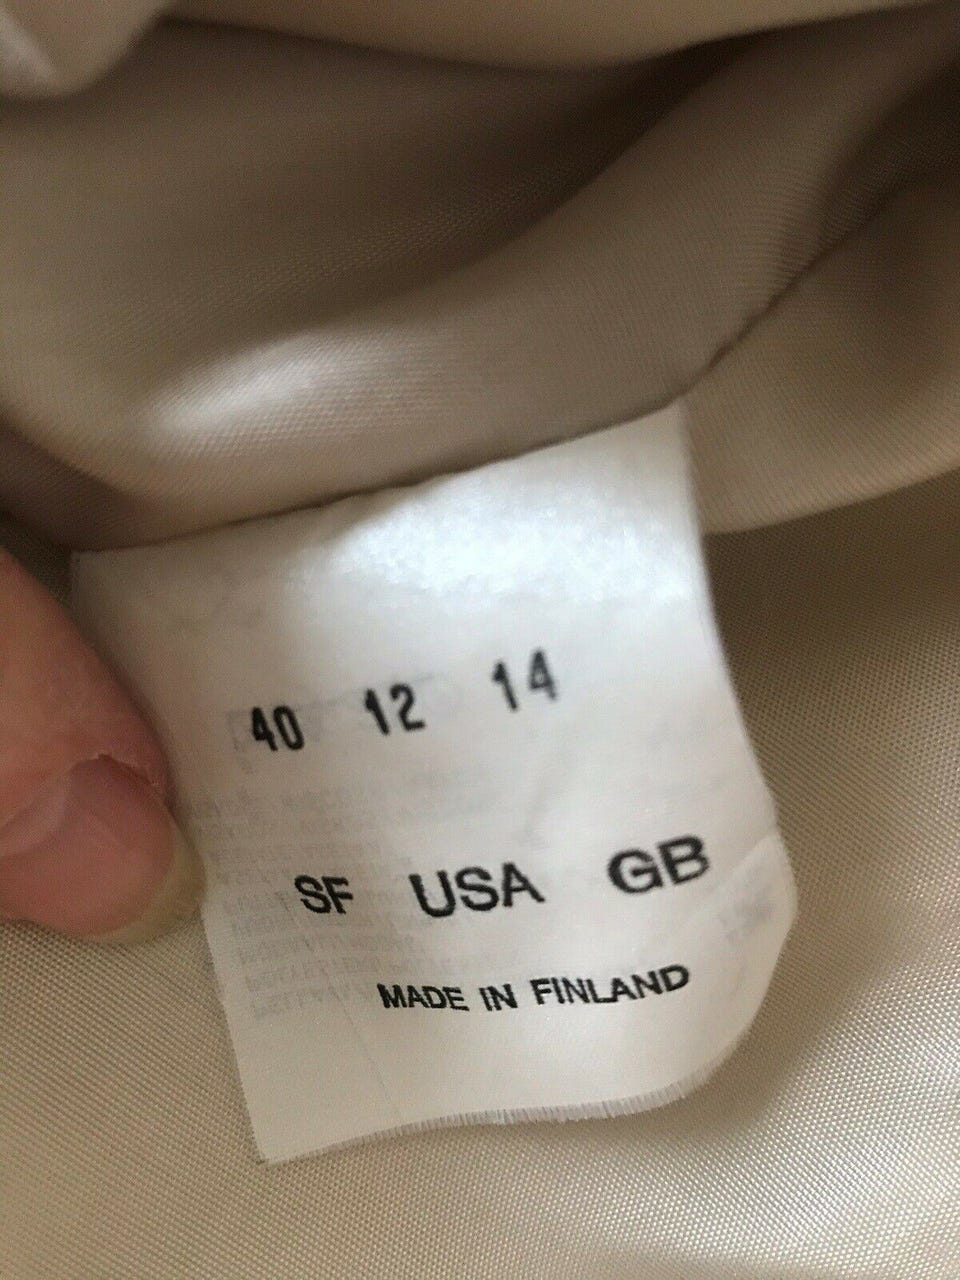 40 12 14
SF USA GB
MADE IN FINLAND